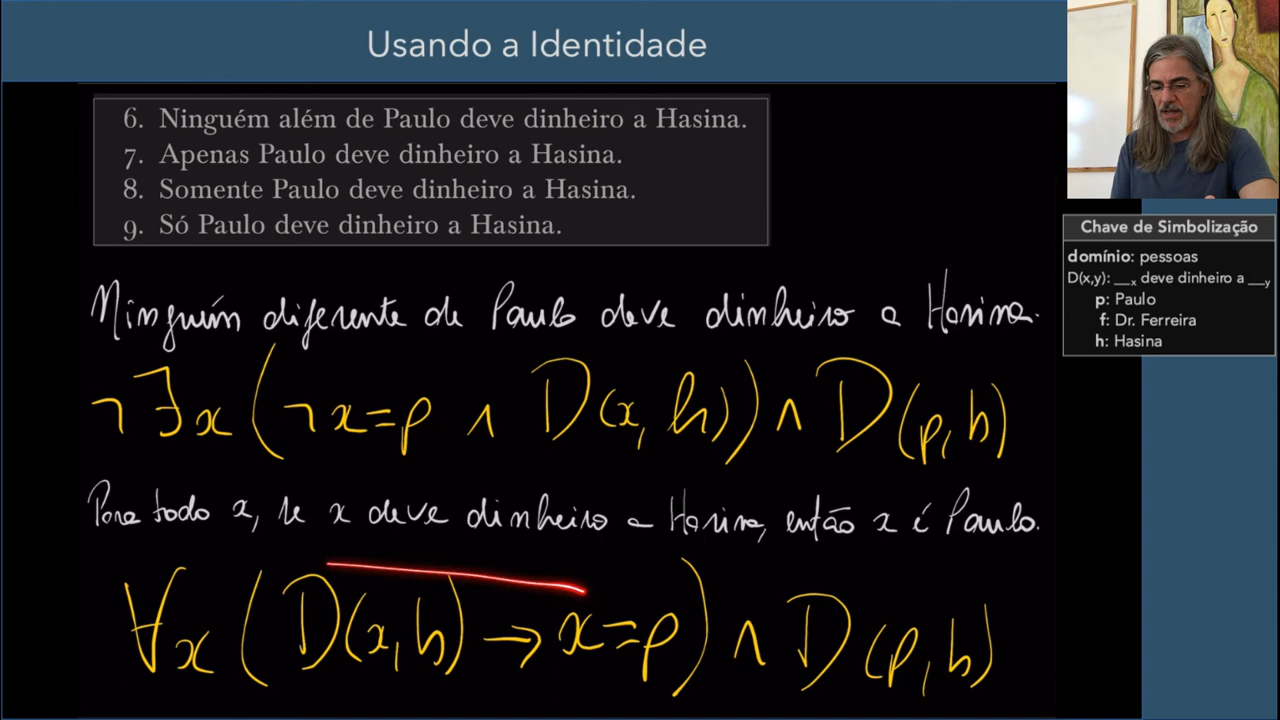 Usando a Identidade
6. Ninguém além de Paulo deve dinheiro a Hasina.
7. Apenas Paulo deve dinheiro a Hasina.
8. Somente Paulo deve dinheiro a Hasina.
9. Só Paulo deve dinheiro a Hasina.
Ninguém diferente de Paulo deve dinheiro a Hasina.
¬∃x(¬x=p ∧ D(x,h)) ∧ D(p,h)
Para todo x, se x deve dinheiro a Hasina, então x é Paulo.
∀x(D(x,h) → x=p) ∧ D(p,h)
Chave de Simbolização
domínio: pessoas
D(x,y): __x deve dinheiro a __y
p: Paulo
f: Dr. Ferreira
h: Hasina